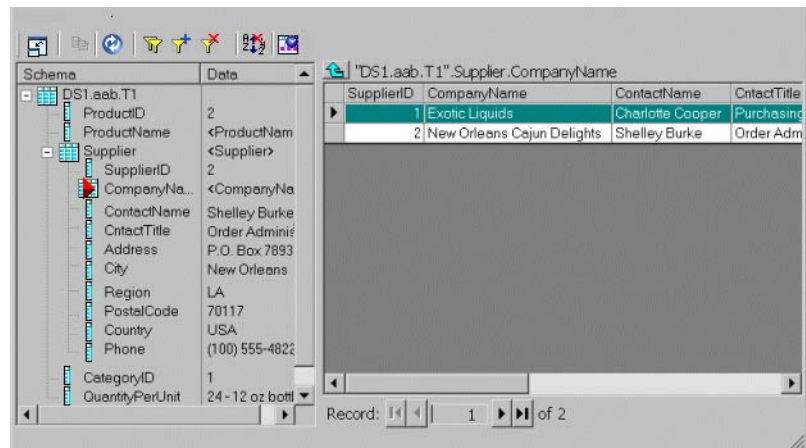 Schema Data
DS1.aab.T1
ProductID 2
ProductName <ProductNam
Supplier <Supplier>
SupplierID 2
CompanyNa... <CompanyNa
ContactName Shelley Burke
CntactTitle Order Adminis
Address P.O. Box 7893
City New Orleans
Region LA
PostalCode 70117
Country USA
Phone (100) 555-4822
CategoryID 1
QuantityPerUnit 24-12 oz bottl
"DS1.aab.T1".Supplier.CompanyName
SupplierID CompanyName ContactName CntactTitle
1 Exotic Liquids Charlotte Cooper Purchasing
2 New Orleans Cajun Delights Shelley Burke Order Adm
Record: 1 of 2